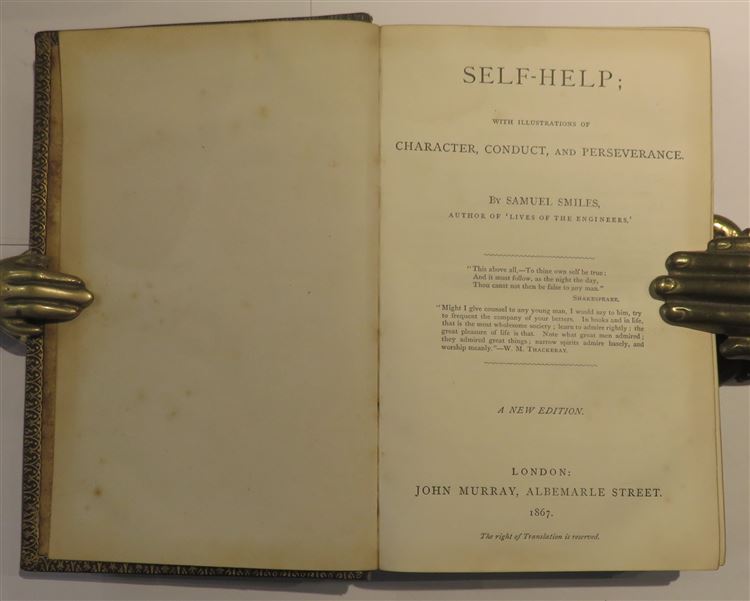 SELF-HELP;
WITH ILLUSTRATIONS OF
CHARACTER, CONDUCT, AND PERSEVERANCE.
BY SAMUEL SMILES,
AUTHOR OF 'LIVES OF THE ENGINEERS.'
"This above all,—To thine own self be true;
And it must follow, as the night the day,
Thou canst not then be false to any man."
SHAKESPEARE.
"Might I give counsel to any young man, I would say to him, try
to frequent the company of your betters. In books and in life,
that is the most wholesome society; learn to admire rightly; the
great pleasure of life is that. Note what great men admired;
they admired great things; narrow spirits admire basely, and
worship meanly."—W. M. THACKERAY.
A NEW EDITION.
LONDON:
JOHN MURRAY, ALBEMARLE STREET.
1867.
The right of Translation is reserved.